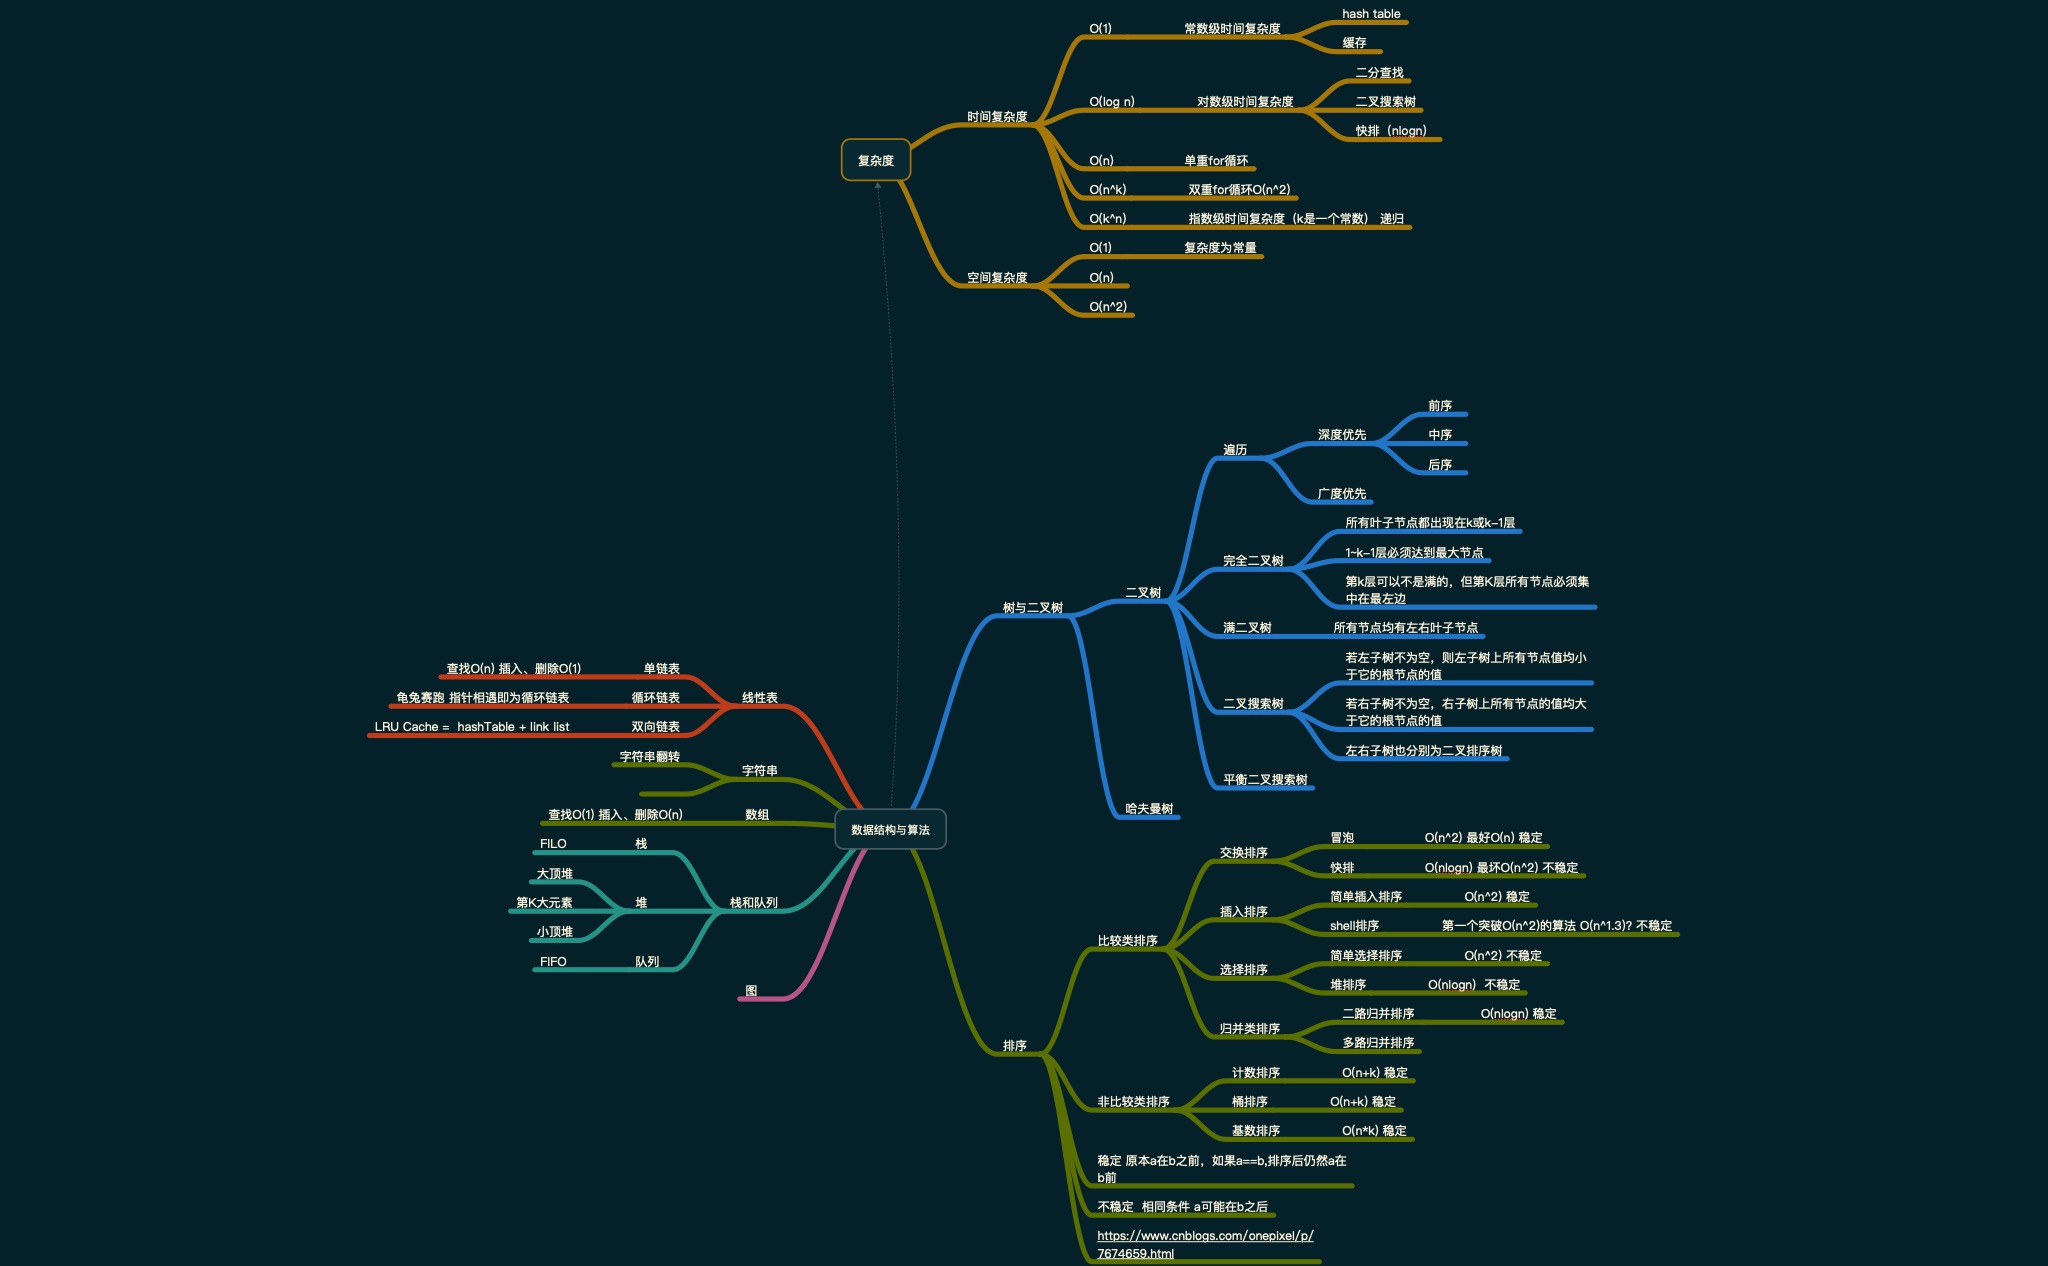 复杂度
时间复杂度
O(1)
常数级时间复杂度
hash table
缓存
O(log n)
对数级时间复杂度
二分查找
二叉搜索树
快排（nlogn）
O(n)
单重for循环
O(n^k)
双重for循环O(n^2)
O(k^n)
指数级时间复杂度（k是一个常数） 递归
空间复杂度
O(1)
复杂度为常量
O(n)
O(n^2)
数据结构与算法
树与二叉树
二叉树
遍历
深度优先
前序
中序
后序
广度优先
完全二叉树
所有叶子节点都出现在k或k-1层
1~k-1层必须达到最大节点
第k层可以不是满的，但第K层所有节点必须集
中在最左边
满二叉树
所有节点均有左右叶子节点
二叉搜索树
若左子树不为空，则左子树上所有节点值均小
于它的根节点的值
若右子树不为空，右子树上所有节点的值均大
于它的根节点的值
左右子树也分别为二叉排序树
平衡二叉搜索树
哈夫曼树
排序
比较类排序
交换排序
冒泡
O(n^2) 最好O(n) 稳定
快排
O(nlogn) 最坏O(n^2) 不稳定
插入排序
简单插入排序
O(n^2) 稳定
shell排序
第一个突破O(n^2)的算法 O(n^1.3)? 不稳定
选择排序
简单选择排序
O(n^2) 不稳定
堆排序
O(nlogn) 不稳定
归并类排序
二路归并排序
O(nlogn) 稳定
多路归并排序
非比较类排序
计数排序
O(n+k) 稳定
桶排序
O(n+k) 稳定
基数排序
O(n*k) 稳定
稳定 原本a在b之前，如果a==b,排序后仍然a在
b前
不稳定 相同条件 a可能在b之后
https://www.cnblogs.com/onepixel/p/
7674659.html
线性表
单链表
查找O(n) 插入、删除O(1)
循环链表
龟兔赛跑 指针相遇即为循环链表
双向链表
LRU Cache = hashTable + link list
字符串
字符串翻转
数组
查找O(1) 插入、删除O(n)
栈和队列
栈
FILO
堆
大顶堆
第K大元素
小顶堆
队列
FIFO
图